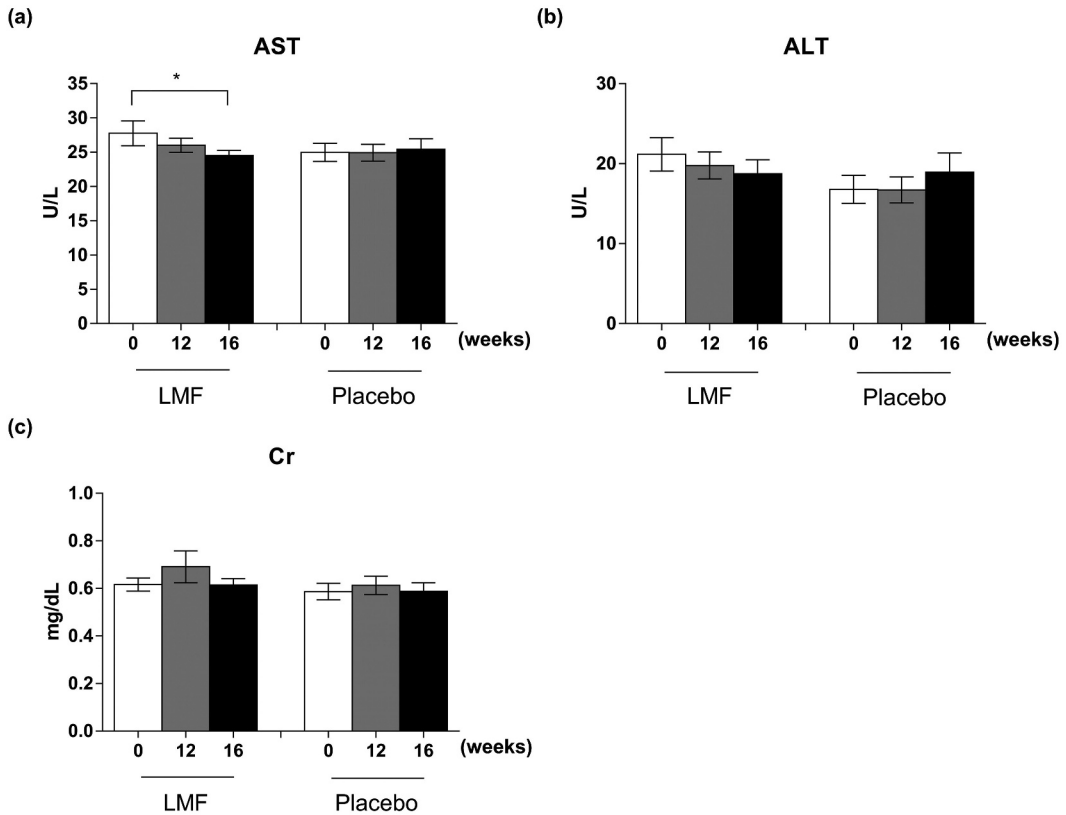 (a)
AST
*
35
30
25
20
15
10
5
0
U/L
0 12 16 0 12 16 (weeks)
LMF Placebo
(b)
ALT
30
20
10
0
U/L
0 12 16 0 12 16 (weeks)
LMF Placebo
(c)
Cr
1.0
0.8
0.6
0.4
0.2
0.0
mg/dL
0 12 16 0 12 16 (weeks)
LMF Placebo